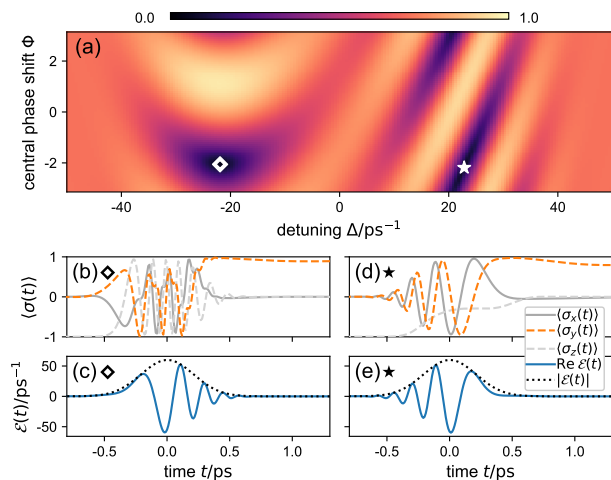 0.0 1.0
(a)
central phase shift Φ
2
0
-2
-40 -20 0 20 40
detuning Δ/ps⁻¹
(b) (d)
⟨σ(t)⟩
1
0
-1
⟨σx(t)⟩
⟨σy(t)⟩
⟨σz(t)⟩
Re ℰ(t)
|ℰ(t)|
(c) (e)
ℰ(t)/ps⁻¹
50
0
-50
-0.5 0.0 0.5 1.0 -0.5 0.0 0.5 1.0
time t/ps time t/ps